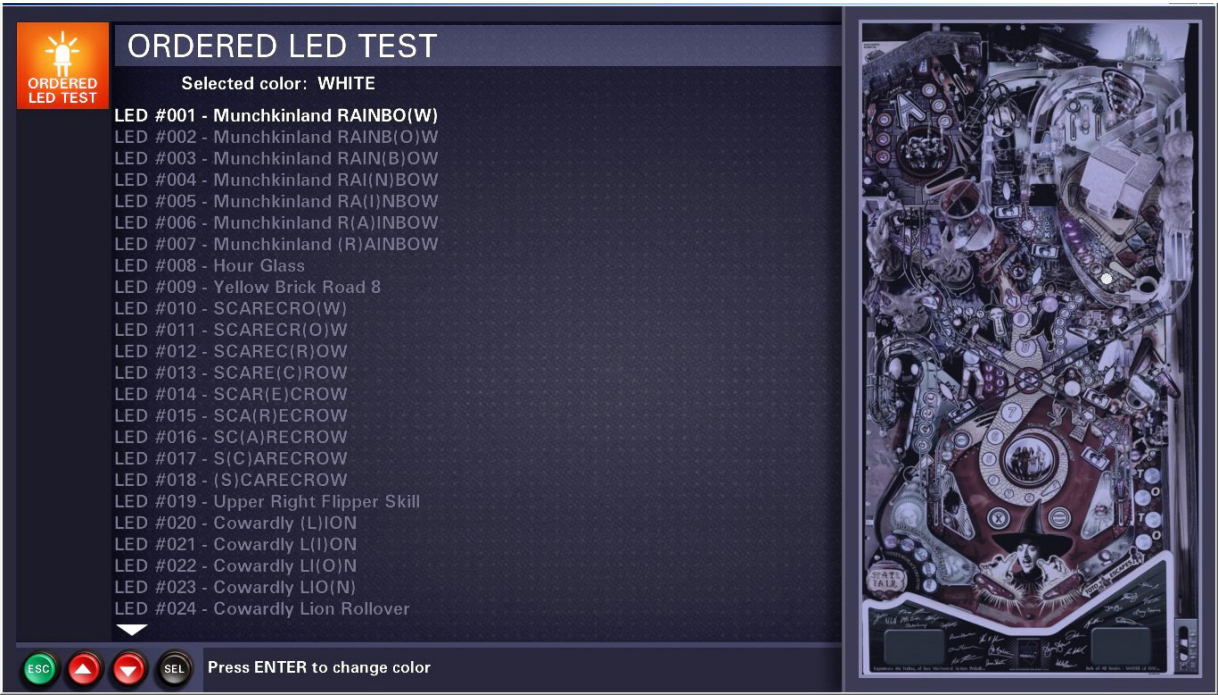 ORDERED LED TEST
ORDERED
LED TEST
Selected color: WHITE
LED #001 - Munchkinland RAINBO(W)
LED #002 - Munchkinland RAINB(O)W
LED #003 - Munchkinland RAIN(B)OW
LED #004 - Munchkinland RAI(N)BOW
LED #005 - Munchkinland RA(I)NBOW
LED #006 - Munchkinland R(A)INBOW
LED #007 - Munchkinland (R)AINBOW
LED #008 - Hour Glass
LED #009 - Yellow Brick Road 8
LED #010 - SCARECRO(W)
LED #011 - SCARECR(O)W
LED #012 - SCAREC(R)OW
LED #013 - SCARE(C)ROW
LED #014 - SCAR(E)CROW
LED #015 - SCA(R)ECROW
LED #016 - SC(A)RECROW
LED #017 - S(C)ARECROW
LED #018 - (S)CARECROW
LED #019 - Upper Right Flipper Skill
LED #020 - Cowardly (L)ION
LED #021 - Cowardly L(I)ON
LED #022 - Cowardly LI(O)N
LED #023 - Cowardly LIO(N)
LED #024 - Cowardly Lion Rollover
ESC
SEL
Press ENTER to change color
A
7
X
T
O
T
O